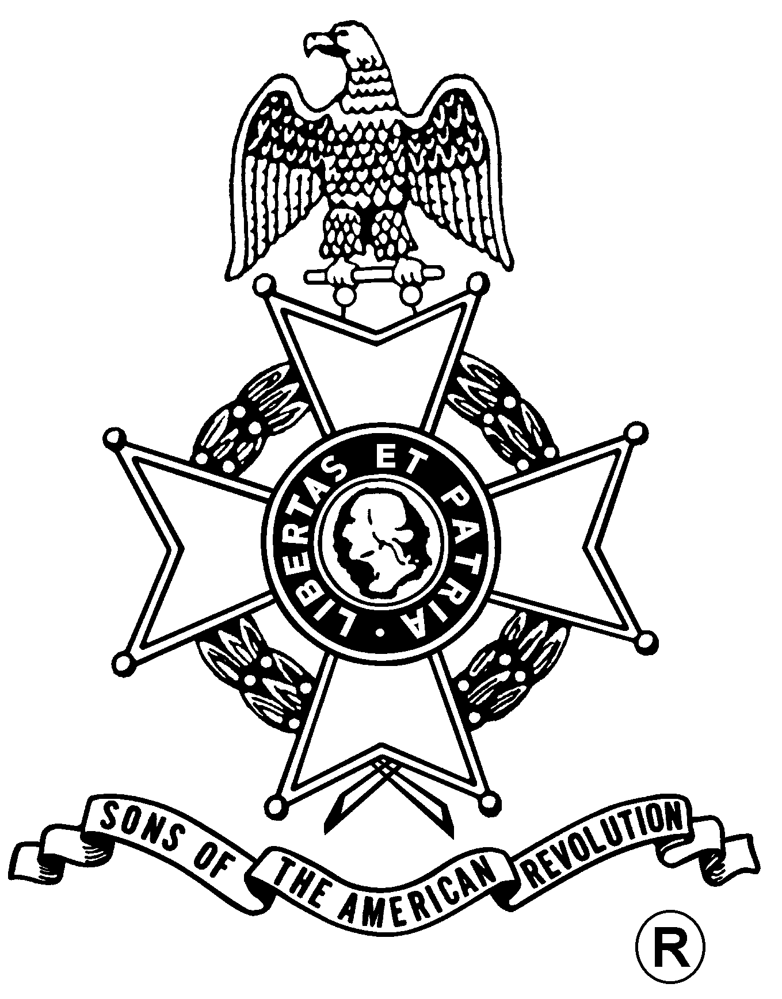 LIBERTAS ET PATRIA ·
SONS OF THE AMERICAN REVOLUTION
®